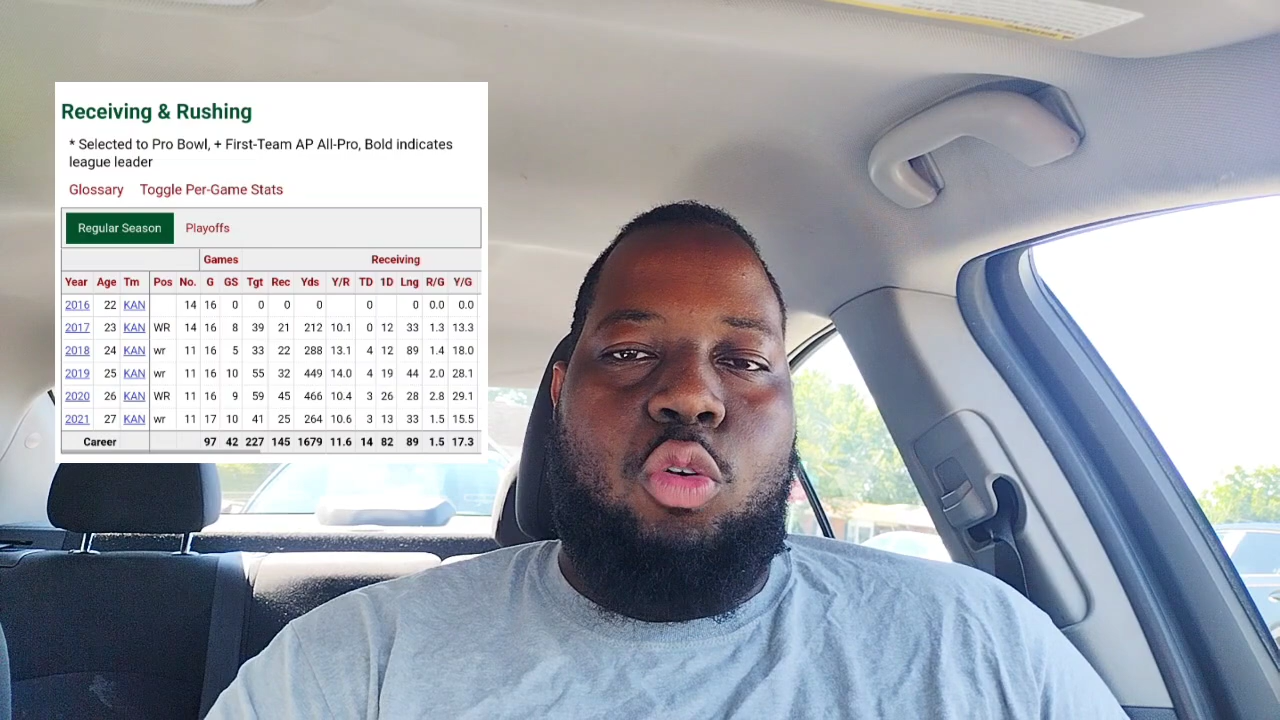 Receiving & Rushing
* Selected to Pro Bowl, + First-Team AP All-Pro, Bold indicates
league leader
Glossary Toggle Per-Game Stats
Regular Season Playoffs
Games Receiving
Year Age Tm Pos No. G GS Tgt Rec Yds Y/R TD 1D Lng R/G Y/G
2016 22 KAN 14 16 0 0 0 0 0 0 0.0 0.0
2017 23 KAN WR 14 16 8 39 21 212 10.1 0 12 33 1.3 13.3
2018 24 KAN wr 11 16 5 33 22 288 13.1 4 12 89 1.4 18.0
2019 25 KAN wr 11 16 10 55 32 449 14.0 4 19 44 2.0 28.1
2020 26 KAN WR 11 16 9 59 45 466 10.4 3 26 28 2.8 29.1
2021 27 KAN wr 11 17 10 41 25 264 10.6 3 13 33 1.5 15.5
Career 97 42 227 145 1679 11.6 14 82 89 1.5 17.3